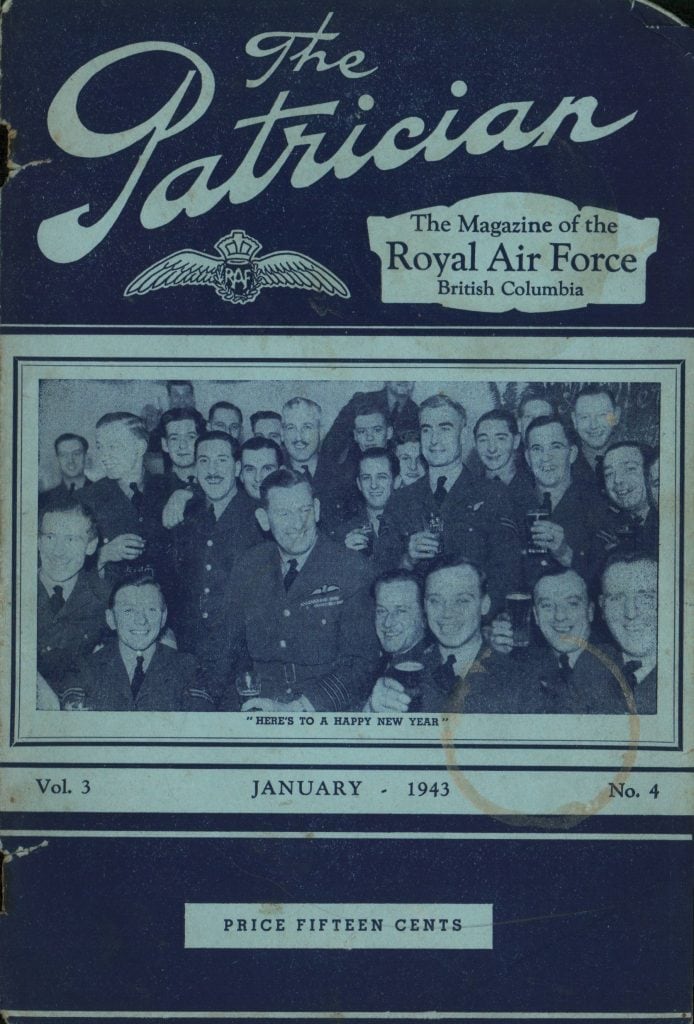 The
Patrician
RAF
The Magazine of the
Royal Air Force
British Columbia
"HERE'S TO A HAPPY NEW YEAR"
Vol. 3 JANUARY - 1943 No. 4
PRICE FIFTEEN CENTS